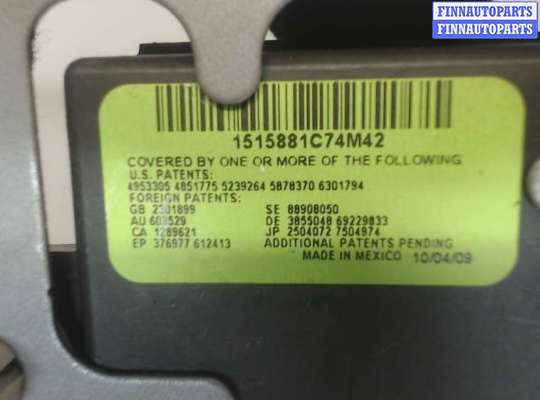 FINNAUTOPARTS
FINNAUTOPARTS
1515881C74M42
COVERED BY ONE OR MORE OF THE FOLLOWING
U.S. PATENTS:
4953305 4851775 5239264 5878370 6301794
FOREIGN PATENTS:
GB 2301899 SE 88908050
AU 603529 DE 3855048 69229833
CA 1289621 JP 2504072 7504974
EP 376977 612413 ADDITIONAL PATENTS PENDING
MADE IN MEXICO 10/04/09